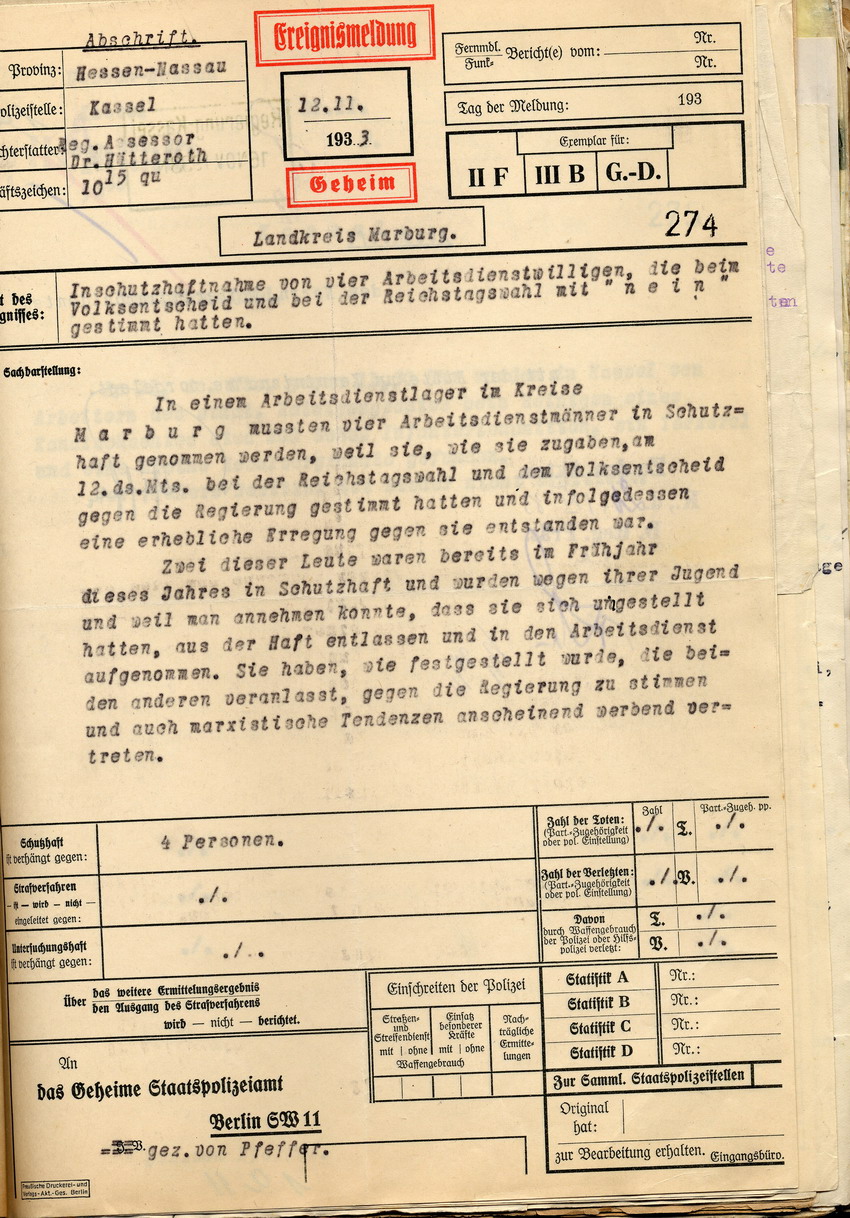 Abschrift.
Ereignismeldung
Provinz: Hessen-Nassau
olizeistelle: Kassel
chterstatter: Reg.Assessor
Dr.Hütteroth
äftszeichen: 10 15 qu
12.11.
193 3.
Geheim
Fernmbl. Funk- Bericht(e) vom: Nr.
Nr.
Tag der Meldung: 193
Exemplar für:
II F III B G.-D.
Landkreis Marburg.
274
t des
gnisses:
Inschutzhaftnahme von vier Arbeitsdienstwilligen, die beim
Volksentscheid und bei der Reichstagswahl mit " n e i n "
gestimmt hatten.
Sachdarstellung:
In einem Arbeitsdienstlager im Kreise
M a r b u r g mussten vier Arbeitsdienstmänner in Schutz=
haft genommen werden, weil sie, wie sie zugaben,am
12.ds.Mts. bei der Reichstagswahl und dem Volksentscheid
gegen die Regierung gestimmt hatten und infolgedessen
eine erhebliche Erregung gegen sie entstanden war.
Zwei dieser Leute waren bereits im Frühjahr
dieses Jahres in Schutzhaft und wurden wegen ihrer Jugend
und weil man annehmen konnte, dass sie sich umgestellt
hatten, aus der Haft entlassen und in den Arbeitsdienst
aufgenommen. Sie haben, wie festgestellt wurde, die bei=
den anderen veranlasst, gegen die Regierung zu stimmen
und auch marxistische Tendenzen anscheinend werbend ver=
treten.
Schutzhaft
ist verhängt gegen: 4 Personen.
Strafverfahren
- ist — wird — nicht —
eingeleitet gegen: ./.
Untersuchungshaft
ist verhängt gegen: ./.
Zahl Part.-Zugeh. pp.
Zahl der Toten:
(Part.-Zugehörigkeit
oder pol. Einstellung) ./. T. ./.
Zahl der Verletzten:
(Part.-Zugehörigkeit
oder pol. Einstellung) ./. V. ./.
Davon
durch Waffengebrauch
der Polizei oder Hilfs-
polizei verletzt:
T. ./.
V. ./.
Über das weitere Ermittelungsergebnis
den Ausgang des Strafverfahrens
wird — nicht — berichtet.
Einschreiten der Polizei
Straßen-
und
Streifendienst
mit | ohne
Einsatz
besonderer
Kräfte
mit | ohne
Waffengebrauch
Nach-
trägliche
Ermitte-
lungen
Statistik A Nr.:
Statistik B Nr.:
Statistik C Nr.:
Statistik D Nr.:
Zur Samml. Staatspolizeistellen
Original
hat:
zur Bearbeitung erhalten. Eingangsbüro.
An
das Geheime Staatspolizeiamt
Berlin SW 11
gez.von Pfeffer.
Preußische Druckerei- und
Verlags-Akt.-Ges. Berlin